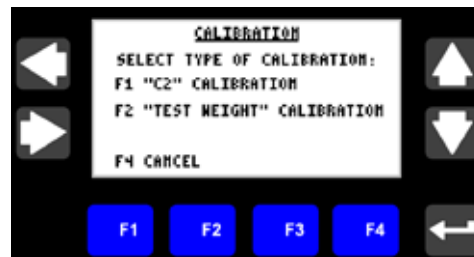 CALIBRATION
SELECT TYPE OF CALIBRATION:
F1 "C2" CALIBRATION
F2 "TEST WEIGHT" CALIBRATION
F4 CANCEL
F1 F2 F3 F4